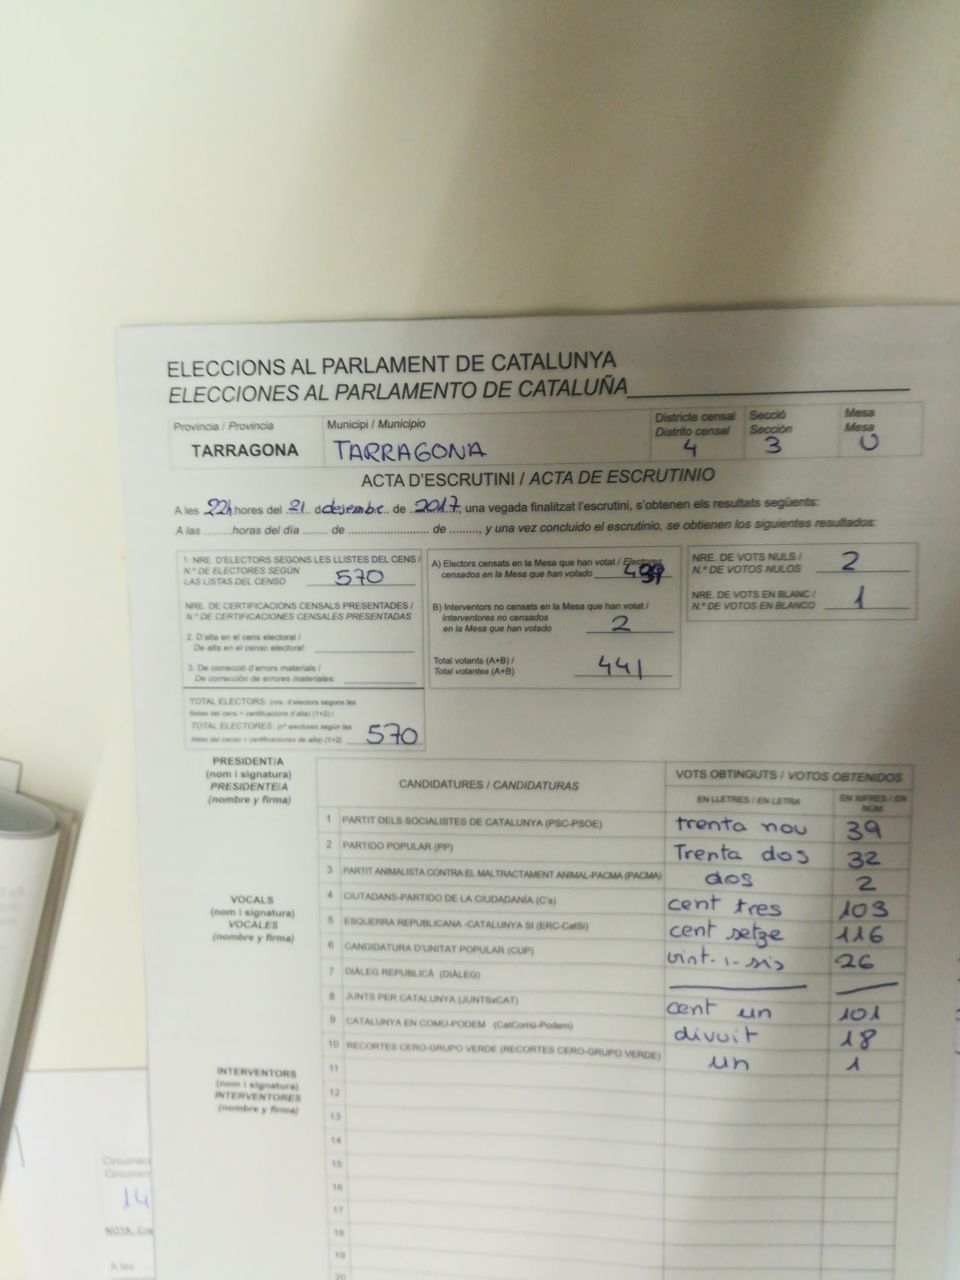 ELECCIONS AL PARLAMENT DE CATALUNYA
ELECCIONES AL PARLAMENTO DE CATALUÑA
Província / Provincia
TARRAGONA
Municipi / Municipio
TARRAGONA
Districte censal
Distrito censal
4
Secció
Sección
3
Mesa
Mesa
U
ACTA D'ESCRUTINI / ACTA DE ESCRUTINIO
A les 22h hores del 21 desembre de 2017, una vegada finalitzat l'escrutini, s'obtenen els resultats següents:
A las ........ horas del día ...... de .................... de ........, y una vez concluido el escrutinio, se obtienen los siguientes resultados:
1. NRE. D'ELECTORS SEGONS LES LLISTES DEL CENS /
N.º DE ELECTORES SEGÚN
LAS LISTAS DEL CENSO 570
NRE. DE CERTIFICACIONS CENSALS PRESENTADES /
N.º DE CERTIFICACIONES CENSALES PRESENTADAS
2. D'alta en el cens electoral /
De alta en el censo electoral:
3. De correcció d'errors materials /
De corrección de errores materiales:
TOTAL ELECTORS: (nre. d'electors segons les
llistes del cens + certificacions d'alta) (1+2) /
TOTAL ELECTORES: (nº electores según las
listas del censo + certificaciones de alta) (1+2) 570
A) Electors censats en la Mesa que han votat / Electores
censados en la Mesa que han votado
B) Interventors no censats en la Mesa que han votat /
Interventores no censados
en la Mesa que han votado 2
Total votants (A+B) /
Total votantes (A+B) 441
NRE. DE VOTS NULS /
N.º DE VOTOS NULOS 2
NRE. DE VOTS EN BLANC /
N.º DE VOTOS EN BLANCO 1
PRESIDENT/A
(nom i signatura)
PRESIDENTE/A
(nombre y firma)
VOCALS
(nom i signatura)
VOCALES
(nombre y firma)
INTERVENTORS
(nom i signatura)
INTERVENTORES
(nombre y firma)
CANDIDATURES / CANDIDATURAS
VOTS OBTINGUTS / VOTOS OBTENIDOS
EN LLETRES / EN LETRA
EN XIFRES / EN NÚM
1 PARTIT DELS SOCIALISTES DE CATALUNYA (PSC-PSOE) trenta nou 39
2 PARTIDO POPULAR (PP) Trenta dos 32
3 PARTIT ANIMALISTA CONTRA EL MALTRACTAMENT ANIMAL-PACMA (PACMA) dos 2
4 CIUTADANS-PARTIDO DE LA CIUDADANÍA (C's) cent tres 103
5 ESQUERRA REPUBLICANA -CATALUNYA SÍ (ERC-CatSí) cent setze 116
6 CANDIDATURA D'UNITAT POPULAR (CUP) vint-i-sis 26
7 DIÀLEG REPUBLICÀ (DIÀLEG)
8 JUNTS PER CATALUNYA (JUNTSxCAT) cent un 101
9 CATALUNYA EN COMÚ-PODEM (CatComú-Podem) divuit 18
10 RECORTES CERO-GRUPO VERDE (RECORTES CERO-GRUPO VERDE) un 1
11
12
13
14
15
16
17
18
19
20
14
A les